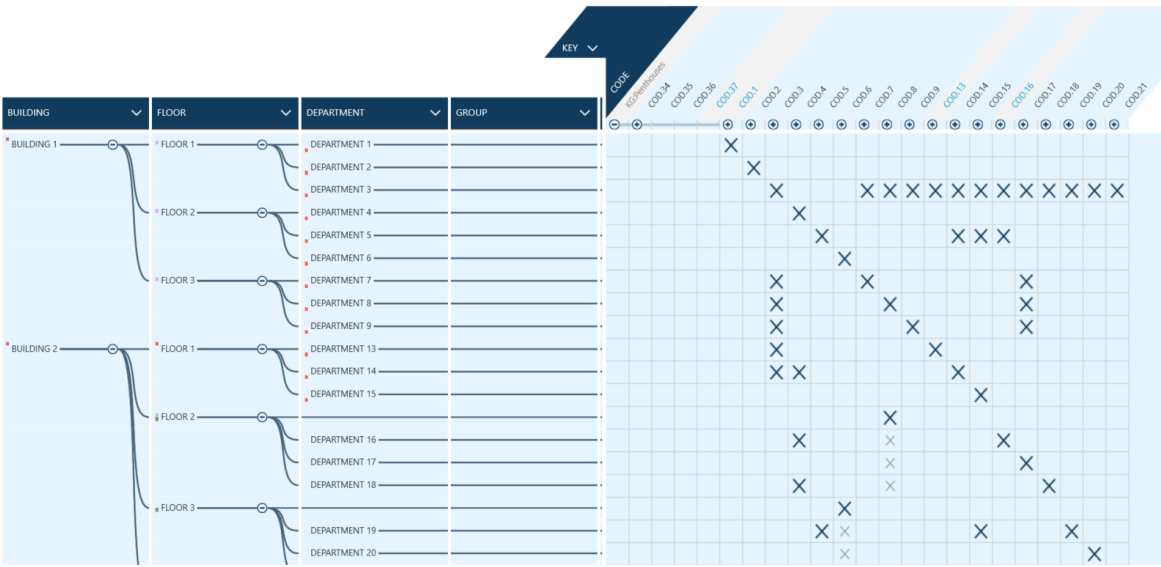 KEY
CODE
KG:Penthouses
COD.34
COD.35
COD.36
COD.37
COD.1
COD.2
COD.3
COD.4
COD.5
COD.6
COD.7
COD.8
COD.9
COD.13
COD.14
COD.15
COD.16
COD.17
COD.18
COD.19
COD.20
COD.21
BUILDING FLOOR DEPARTMENT GROUP
BUILDING 1 FLOOR 1 DEPARTMENT 1
DEPARTMENT 2
DEPARTMENT 3
FLOOR 2 DEPARTMENT 4
DEPARTMENT 5
DEPARTMENT 6
FLOOR 3 DEPARTMENT 7
DEPARTMENT 8
DEPARTMENT 9
BUILDING 2 FLOOR 1 DEPARTMENT 13
DEPARTMENT 14
DEPARTMENT 15
FLOOR 2
DEPARTMENT 16
DEPARTMENT 17
DEPARTMENT 18
FLOOR 3
DEPARTMENT 19
DEPARTMENT 20